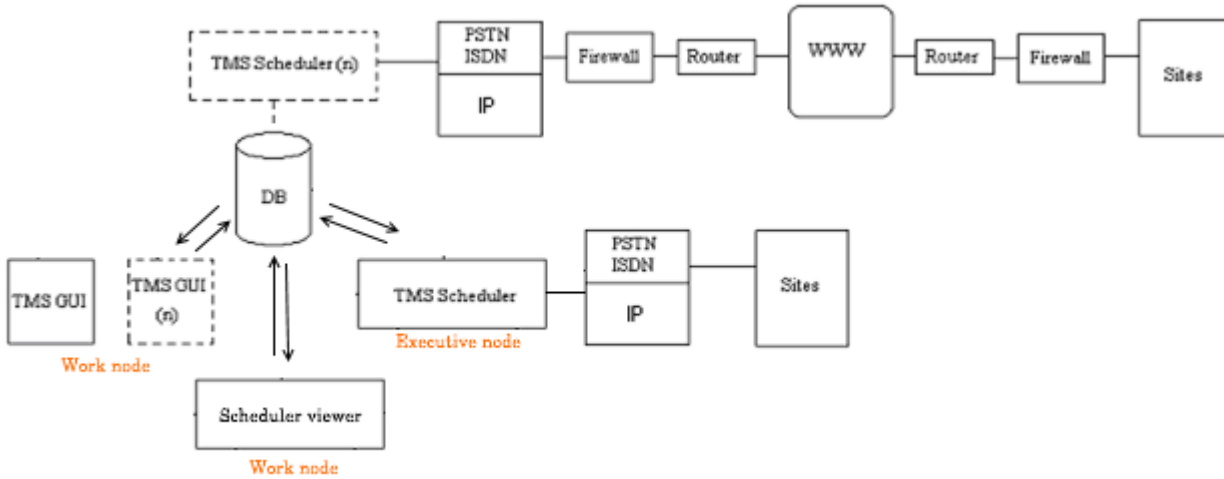 TMS Scheduler (n)
PSTN
ISDN
IP
Firewall
Router
WWW
Router
Firewall
Sites
DB
TMS GUI
TMS GUI
(n)
Work node
TMS Scheduler
Executive node
PSTN
ISDN
IP
Sites
Scheduler viewer
Work node